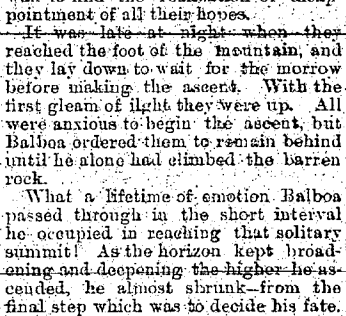 pointment of all their hopes.
It was late at night when they
reached the foot of the mountain, and
they lay down to wait for the morrow
before making the ascent. With the
first gleam of light they were up. All
were anxious to begin the ascent, but
Balboa ordered them to remain behind
until he alone had climbed the barren
rock.
What a lifetime of emotion Balboa
passed through in the short interval
he occupied in reaching that solitary
summit! As the horizon kept broad-
ening and deepening the higher he as-
cended, he almost shrunk from the
final step which was to decide his fate.